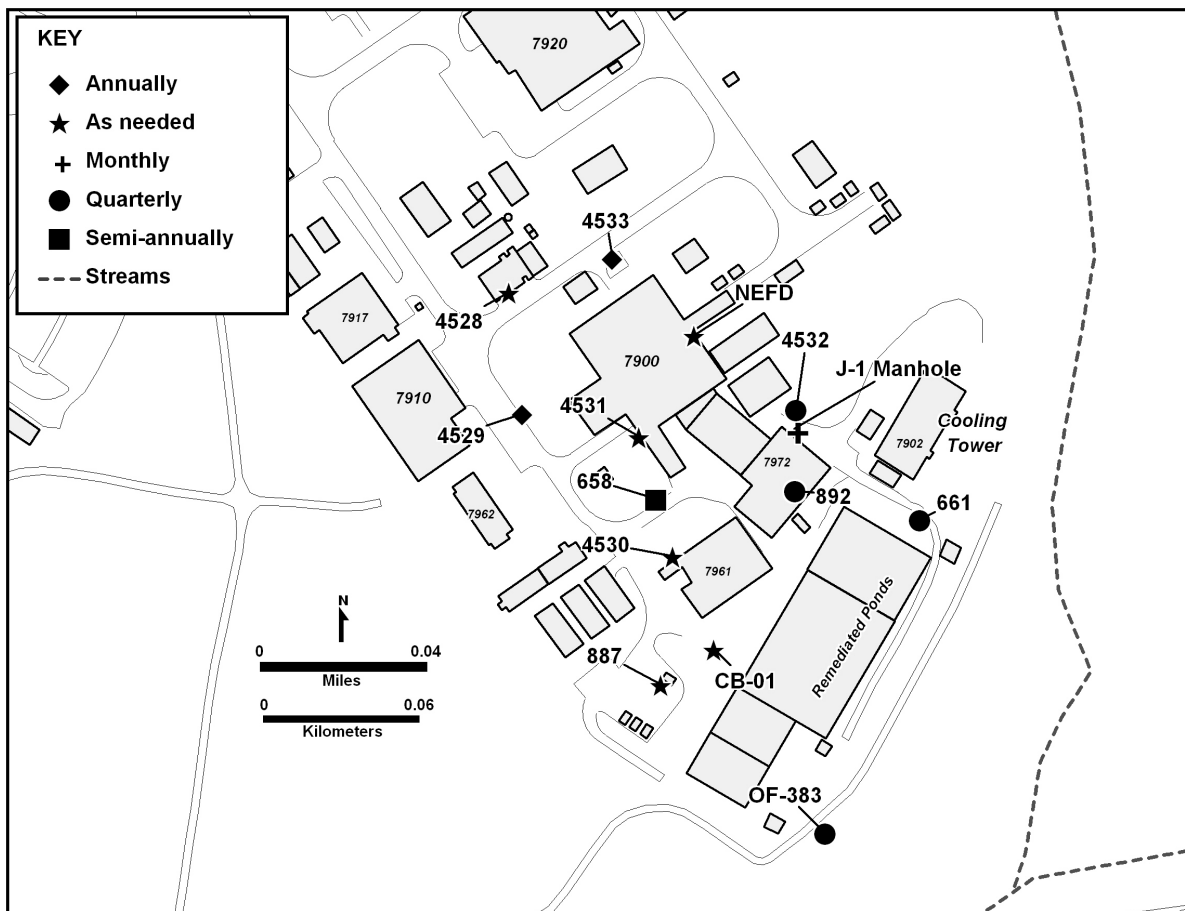 KEY
Annually
As needed
Monthly
Quarterly
Semi-annually
Streams
7920
4533
NEFD
4528
7917
4532
7900
J-1 Manhole
7910
4531
Cooling
Tower
7902
4529
7972
658
892
661
7962
4530
7961
N
0 0.04
Miles
0 0.06
Kilometers
Remediated Ponds
887
CB-01
OF-383